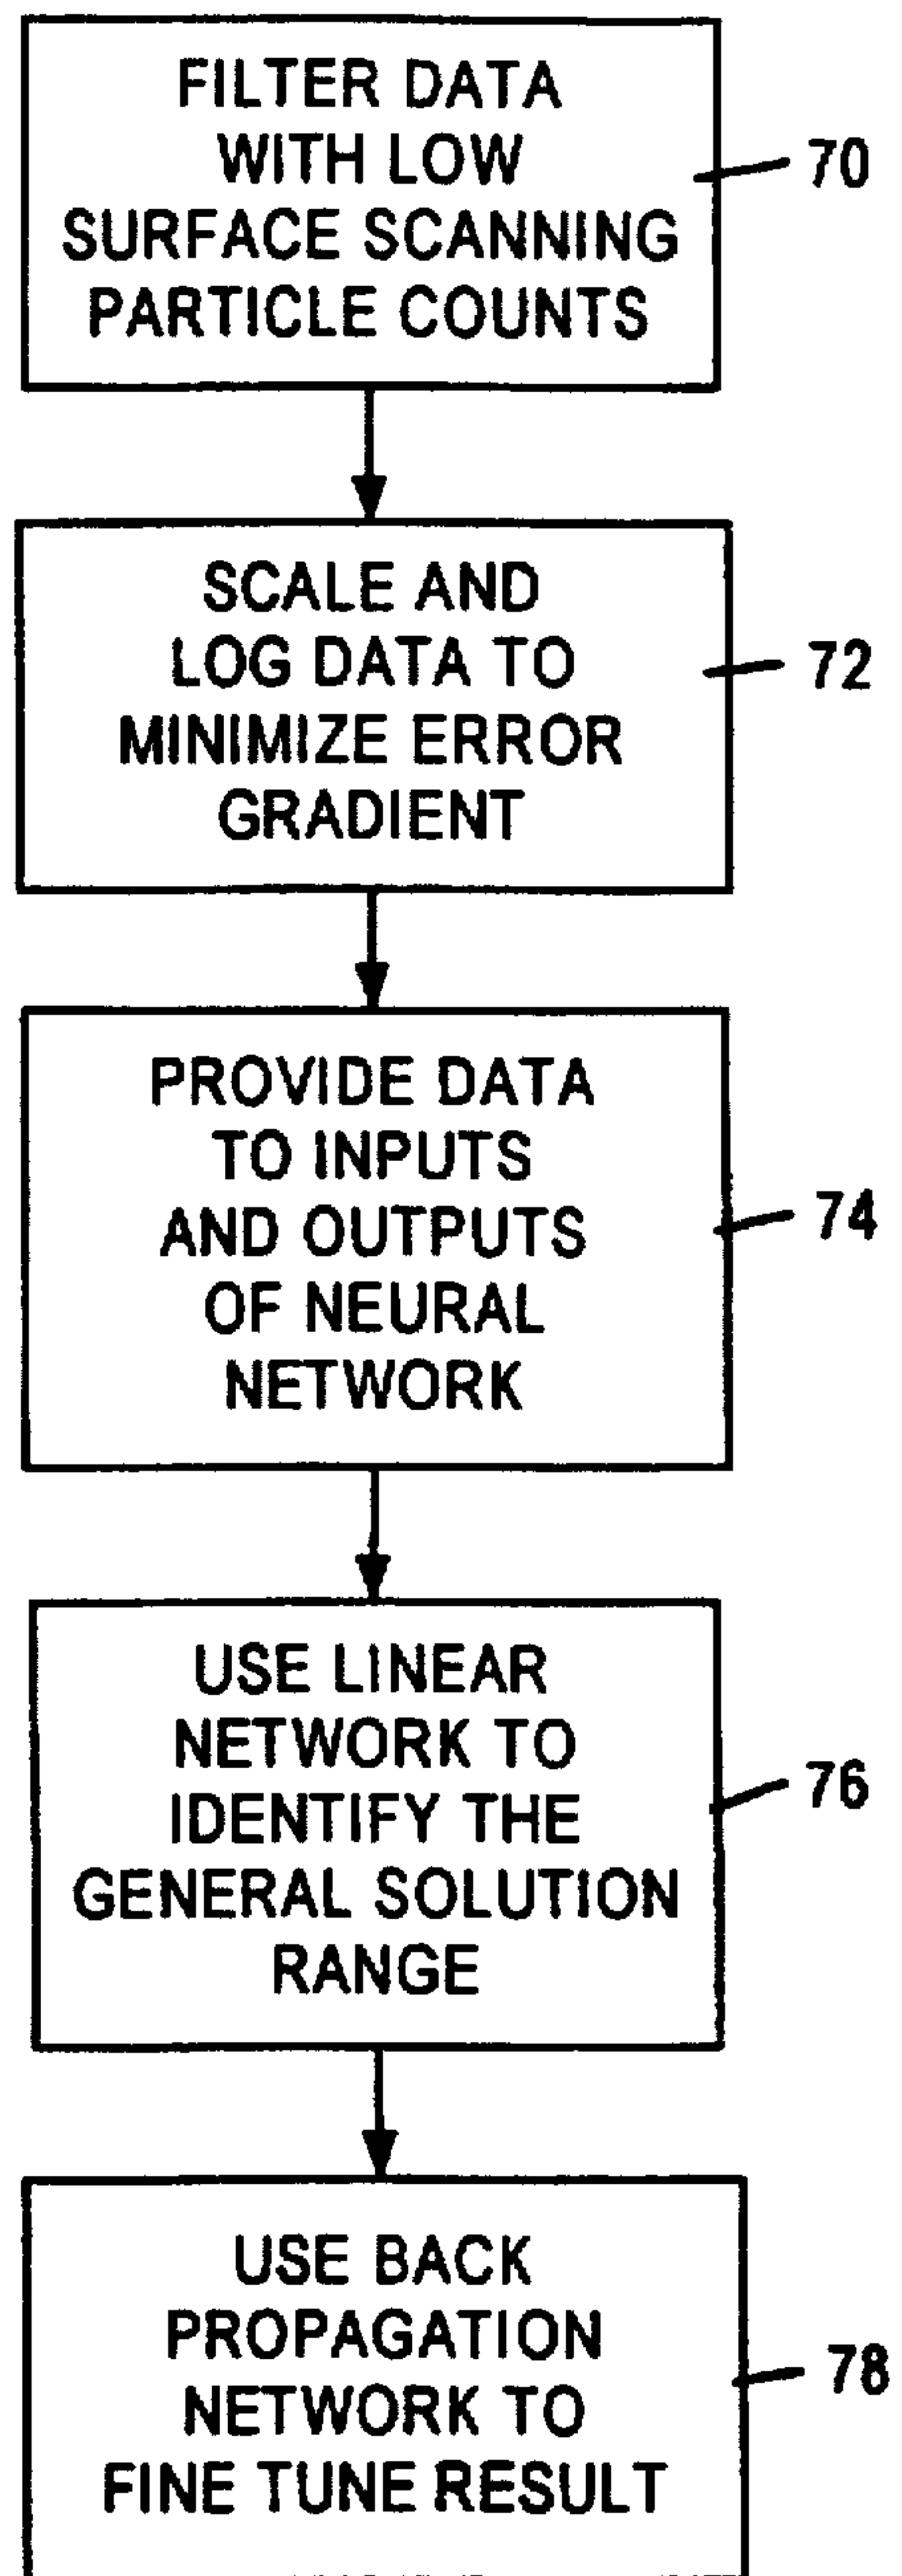 FILTER DATA
WITH LOW
SURFACE SCANNING
PARTICLE COUNTS
70
SCALE AND
LOG DATA TO
MINIMIZE ERROR
GRADIENT
72
PROVIDE DATA
TO INPUTS
AND OUTPUTS
OF NEURAL
NETWORK
74
USE LINEAR
NETWORK TO
IDENTIFY THE
GENERAL SOLUTION
RANGE
76
USE BACK
PROPAGATION
NETWORK TO
FINE TUNE RESULT
78